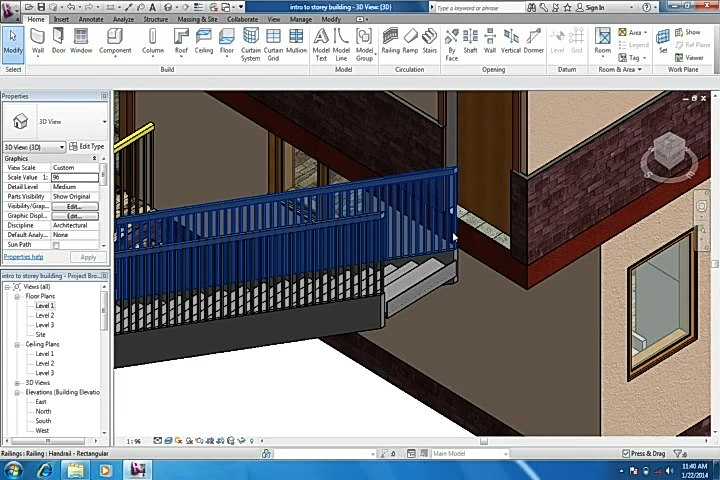 intro to storey building - 3D View: {3D}
Type a keyword or phrase
Sign In
Home Insert Annotate Analyze Structure Massing & Site Collaborate View Manage Modify
Modify
Wall
Door
Window
Component
Column
Roof
Ceiling
Floor
Curtain System
Curtain Grid
Mullion
Model Text
Model Line
Model Group
Railing
Ramp
Stairs
By Face
Shaft
Wall
Vertical
Dormer
Level
Grid
Room
Area
Legend
Tag
Set
Show
Ref Plane
Viewer
Select
Build
Model
Circulation
Opening
Datum
Room & Area
Work Plane
Properties
3D View
3D View: {3D}
Edit Type
Graphics
View Scale Custom
Scale Value 1: 96
Detail Level Medium
Parts Visibility Show Original
Visibility/Grap... Edit...
Graphic Displ... Edit...
Discipline Architectural
Default Analy... None
Sun Path
Properties help
Apply
intro to storey building - Project Bro...
Views (all)
Floor Plans
Level 1
Level 2
Level 3
Site
Ceiling Plans
Level 1
Level 2
Level 3
3D Views
Elevations (Building Elevatio
East
North
South
West
1 : 96
Railings : Railing : Handrail - Rectangular
:0
Main Model
Press & Drag
:0
11:40 AM
1/22/2014